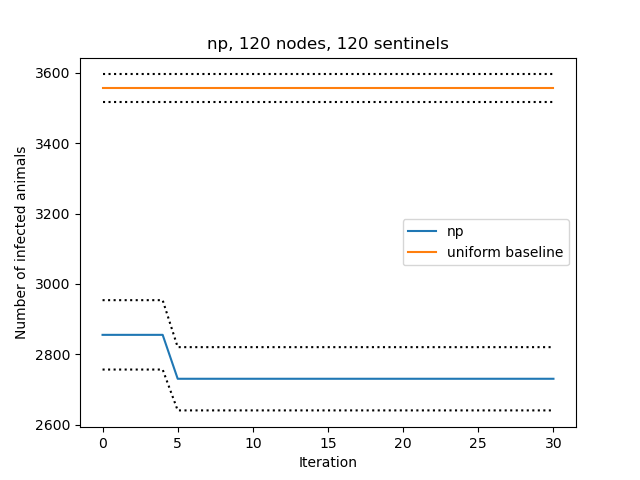 np, 120 nodes, 120 sentinels
Number of infected animals
3600
3400
3200
3000
2800
2600
np
uniform baseline
0 5 10 15 20 25 30
Iteration